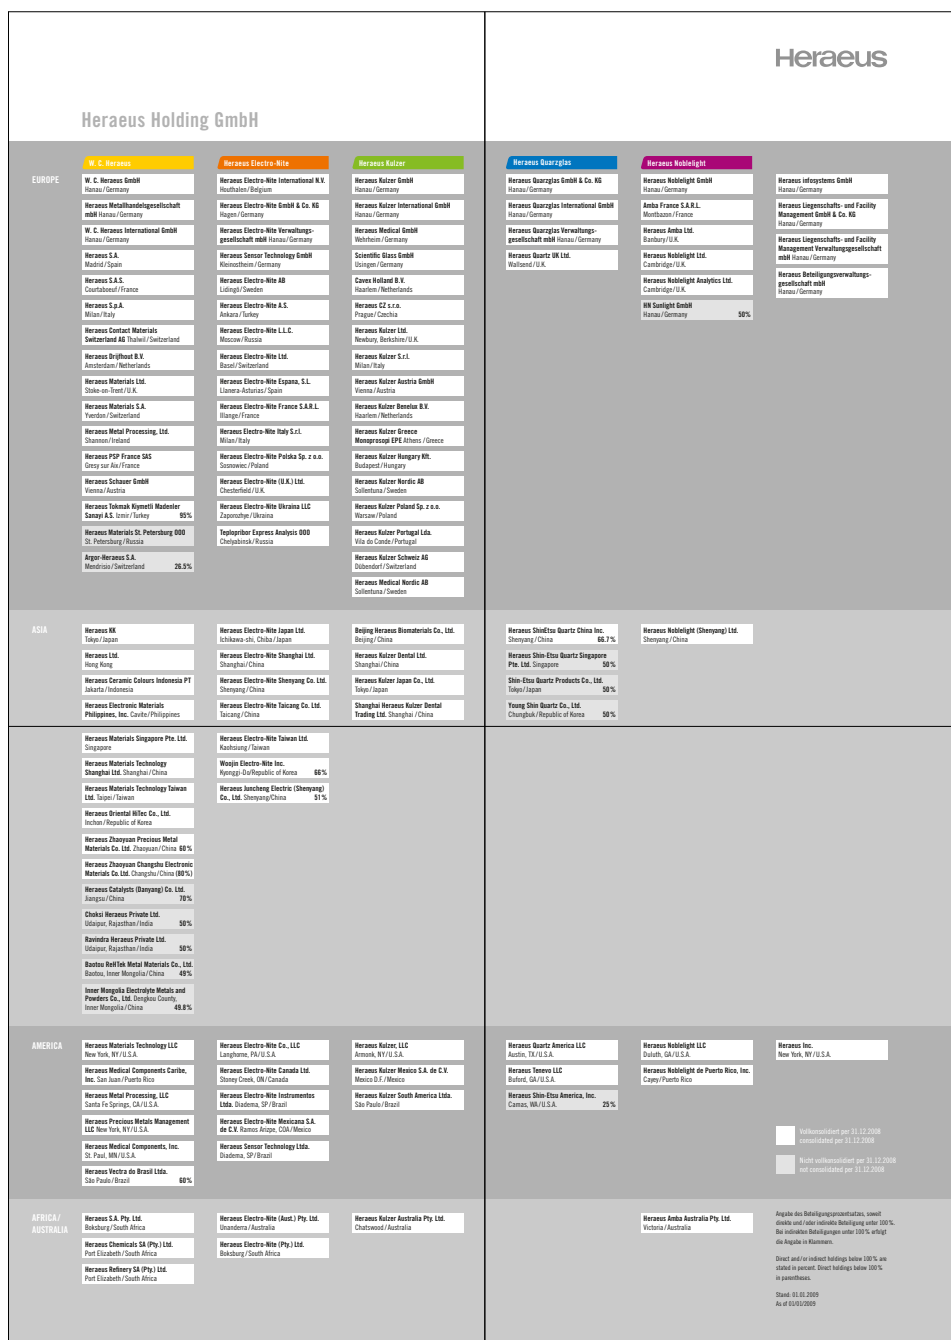 Heraeus
Heraeus Holding GmbH
W. C. Heraeus
Heraeus Electro-Nite
Heraeus Kulzer
Heraeus Quarzglas
Heraeus Noblelight
EUROPE
W. C. Heraeus GmbH
Hanau/Germany
Heraeus Metallhandelsgesellschaft
mbH Hanau/Germany
W. C. Heraeus International GmbH
Hanau/Germany
Heraeus S.A.
Madrid/Spain
Heraeus S.A.S.
Courtaboeuf/France
Heraeus S.p.A.
Milan/Italy
Heraeus Contact Materials
Switzerland AG Thalwil/Switzerland
Heraeus Drijfhout B.V.
Amsterdam/Netherlands
Heraeus Materials Ltd.
Stoke-on-Trent/U.K.
Heraeus Materials S.A.
Yverdon/Switzerland
Heraeus Metal Processing, Ltd.
Shannon/Ireland
Heraeus PSP France SAS
Gresy sur Aix/France
Heraeus Schauer GmbH
Vienna/Austria
Heraeus Tokmak Kiymetli Madenler
Sanayi A.S. Izmir/Turkey 95%
Heraeus Materials St. Petersburg OOO
St. Petersburg/Russia
Argor-Heraeus S.A.
Mendrisio/Switzerland 26.5%
Heraeus Electro-Nite International N.V.
Houthalen/Belgium
Heraeus Electro-Nite GmbH & Co. KG
Hagen/Germany
Heraeus Electro-Nite Verwaltungs-
gesellschaft mbH Hanau/Germany
Heraeus Sensor Technology GmbH
Kleinostheim/Germany
Heraeus Electro-Nite AB
Lidingö/Sweden
Heraeus Electro-Nite A.S.
Ankara/Turkey
Heraeus Electro-Nite L.L.C.
Moscow/Russia
Heraeus Electro-Nite Ltd.
Basel/Switzerland
Heraeus Electro-Nite Espana, S.L.
Llanera-Asturias/Spain
Heraeus Electro-Nite France S.A.R.L.
Illange/France
Heraeus Electro-Nite Italy S.r.l.
Milan/Italy
Heraeus Electro-Nite Polska Sp. z o.o.
Sosnowiec/Poland
Heraeus Electro-Nite (U.K.) Ltd.
Chesterfield/U.K.
Heraeus Electro-Nite Ukraina LLC
Zaporozhye/Ukraina
Teplopribor Express Analysis OOO
Chelyabinsk/Russia
Heraeus Kulzer GmbH
Hanau/Germany
Heraeus Kulzer International GmbH
Hanau/Germany
Heraeus Medical GmbH
Wehrheim/Germany
Scientific Glass GmbH
Usingen/Germany
Cavex Holland B.V.
Haarlem/Netherlands
Heraeus CZ s.r.o.
Prague/Czechia
Heraeus Kulzer Ltd.
Newbury, Berkshire/U.K.
Heraeus Kulzer S.r.l.
Milan/Italy
Heraeus Kulzer Austria GmbH
Vienna/Austria
Heraeus Kulzer Benelux B.V.
Haarlem/Netherlands
Heraeus Kulzer Greece
Monoprosopi EPE Athens/Greece
Heraeus Kulzer Hungary Kft.
Budapest/Hungary
Heraeus Kulzer Nordic AB
Sollentuna/Sweden
Heraeus Kulzer Poland Sp. z o.o.
Warsaw/Poland
Heraeus Kulzer Portugal Lda.
Vila do Conde/Portugal
Heraeus Kulzer Schweiz AG
Dübendorf/Switzerland
Heraeus Medical Nordic AB
Sollentuna/Sweden
Heraeus Quarzglas GmbH & Co. KG
Hanau/Germany
Heraeus Quarzglas International GmbH
Hanau/Germany
Heraeus Quarzglas Verwaltungs-
gesellschaft mbH Hanau/Germany
Heraeus Quartz UK Ltd.
Wallsend/U.K.
Heraeus Noblelight GmbH
Hanau/Germany
Amba France S.A.R.L.
Montbazon/France
Heraeus Amba Ltd.
Banbury/U.K.
Heraeus Noblelight Ltd.
Cambridge/U.K.
Heraeus Noblelight Analytics Ltd.
Cambridge/U.K.
HN Sunlight GmbH
Hanau/Germany 50%
Heraeus infosystems GmbH
Hanau/Germany
Heraeus Liegenschafts- und Facility
Management GmbH & Co. KG
Hanau/Germany
Heraeus Liegenschafts- und Facility
Management Verwaltungsgesellschaft
mbH Hanau/Germany
Heraeus Beteiligungsverwaltungs-
gesellschaft mbH
Hanau/Germany
ASIA
Heraeus KK
Tokyo/Japan
Heraeus Ltd.
Hong Kong
Heraeus Ceramic Colours Indonesia PT
Jakarta/Indonesia
Heraeus Electronic Materials
Philippines, Inc. Cavite/Philippines
Heraeus Materials Singapore Pte. Ltd.
Singapore
Heraeus Materials Technology
Shanghai Ltd. Shanghai/China
Heraeus Materials Technology Taiwan
Ltd. Taipei/Taiwan
Heraeus Oriental HiTec Co., Ltd.
Inchon/Republic of Korea
Heraeus Zhaoyuan Precious Metal
Materials Co. Ltd. Zhaoyuan/China 60%
Heraeus Zhaoyuan Changshu Electronic
Materials Co. Ltd. Changshu/China (80%)
Heraeus Catalysts (Danyang) Co. Ltd.
Jiangsu/China 70%
Choksi Heraeus Private Ltd.
Udaipur, Rajasthan/India 50%
Ravindra Heraeus Private Ltd.
Udaipur, Rajasthan/India 50%
Baotou ReHTek Metal Materials Co., Ltd.
Baotou, Inner Mongolia/China 49%
Inner Mongolia Electrolyte Metals and
Powders Co., Ltd. Dengkou County,
Inner Mongolia/China 49.8%
Heraeus Electro-Nite Japan Ltd.
Ichikawa-shi, Chiba/Japan
Heraeus Electro-Nite Shanghai Ltd.
Shanghai/China
Heraeus Electro-Nite Shenyang Co. Ltd.
Shenyang/China
Heraeus Electro-Nite Taicang Co. Ltd.
Taicang/China
Heraeus Electro-Nite Taiwan Ltd.
Kaohsiung/Taiwan
Woojin Electro-Nite Inc.
Kyonggi-Do/Republic of Korea 66%
Heraeus Juncheng Electric (Shenyang)
Co., Ltd. Shenyang/China 51%
Beijing Heraeus Biomaterials Co., Ltd.
Beijing/China
Heraeus Kulzer Dental Ltd.
Shanghai/China
Heraeus Kulzer Japan Co., Ltd.
Tokyo/Japan
Shanghai Heraeus Kulzer Dental
Trading Ltd. Shanghai/China
Heraeus ShinEtsu Quartz China Inc.
Shenyang/China 66.7%
Heraeus Shin-Etsu Quartz Singapore
Pte. Ltd. Singapore 50%
Shin-Etsu Quartz Products Co., Ltd.
Tokyo/Japan 50%
Young Shin Quartz Co., Ltd.
Chungbuk/Republic of Korea 50%
Heraeus Noblelight (Shenyang) Ltd.
Shenyang/China
AMERICA
Heraeus Materials Technology LLC
New York, NY/U.S.A.
Heraeus Medical Components Caribe,
Inc. San Juan/Puerto Rico
Heraeus Metal Processing, LLC
Santa Fe Springs, CA/U.S.A.
Heraeus Precious Metals Management
LLC New York, NY/U.S.A.
Heraeus Medical Components, Inc.
St. Paul, MN/U.S.A.
Heraeus Vectra do Brasil Ltda.
São Paulo/Brazil 60%
Heraeus Electro-Nite Co., LLC
Langhorne, PA/U.S.A.
Heraeus Electro-Nite Canada Ltd.
Stoney Creek, ON/Canada
Heraeus Electro-Nite Instrumentos
Ltda. Diadema, SP/Brazil
Heraeus Electro-Nite Mexicana S.A.
de C.V. Ramos Arizpe, COA/Mexico
Heraeus Sensor Technology Ltda.
Diadema, SP/Brazil
Heraeus Kulzer, LLC
Armonk, NY/U.S.A.
Heraeus Kulzer Mexico S.A. de C.V.
Mexico D.F./Mexico
Heraeus Kulzer South America Ltda.
São Paulo/Brazil
Heraeus Quartz America LLC
Austin, TX/U.S.A.
Heraeus Tenevo LLC
Buford, GA/U.S.A.
Heraeus Shin-Etsu America, Inc.
Camas, WA/U.S.A. 25%
Heraeus Noblelight LLC
Duluth, GA/U.S.A.
Heraeus Noblelight de Puerto Rico, Inc.
Cayey/Puerto Rico
Heraeus Inc.
New York, NY/U.S.A.
Vollkonsolidiert per 31.12.2008
consolidated per 31.12.2008
Nicht vollkonsolidiert per 31.12.2008
not consolidated per 31.12.2008
AFRICA/
AUSTRALIA
Heraeus S.A. Pty. Ltd.
Boksburg/South Africa
Heraeus Chemicals SA (Pty.) Ltd.
Port Elizabeth/South Africa
Heraeus Refinery SA (Pty.) Ltd.
Port Elizabeth/South Africa
Heraeus Electro-Nite (Aust.) Pty. Ltd.
Unanderra/Australia
Heraeus Electro-Nite (Pty.) Ltd.
Boksburg/South Africa
Heraeus Kulzer Australia Pty. Ltd.
Chatswood/Australia
Heraeus Amba Australia Pty. Ltd.
Victoria/Australia
Angabe des Beteiligungsprozentsatzes, soweit
direkte und/oder indirekte Beteiligung unter 100%.
Bei indirekten Beteiligungen unter 100% erfolgt
die Angabe in Klammern.
Direct and/or indirect holdings below 100% are
stated in percent. Direct holdings below 100%
in parentheses.
Stand: 01.01.2009
As of 01/01/2009